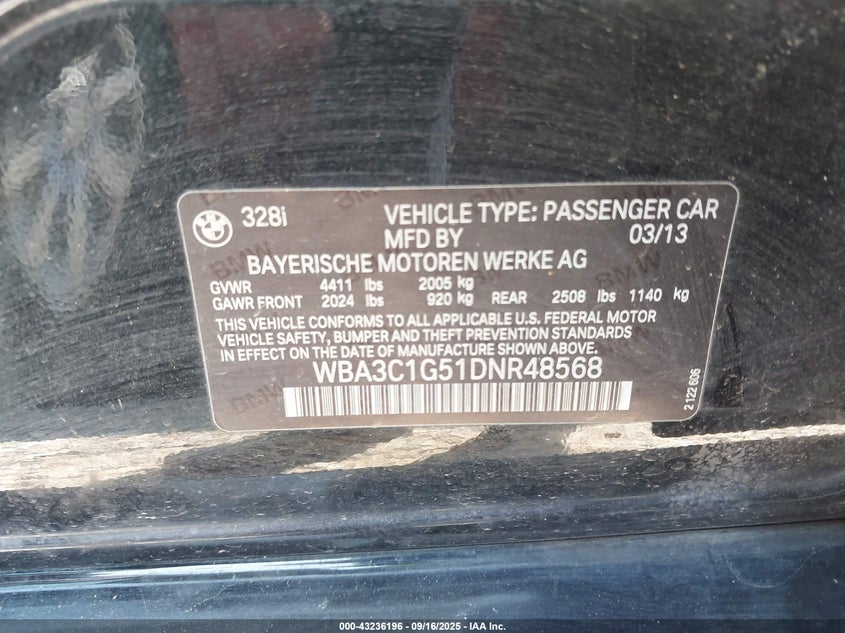 328i
VEHICLE TYPE: PASSENGER CAR
MFD BY 03/13
BAYERISCHE MOTOREN WERKE AG
GVWR 4411 lbs 2005 kg
GAWR FRONT 2024 lbs 920 kg REAR 2508 lbs 1140 kg
THIS VEHICLE CONFORMS TO ALL APPLICABLE U.S. FEDERAL MOTOR
VEHICLE SAFETY, BUMPER AND THEFT PREVENTION STANDARDS
IN EFFECT ON THE DATE OF MANUFACTURE SHOWN ABOVE.
WBA3C1G51DNR48568
2 122 606
000-43236196 - 09/16/2025 - IAA Inc.